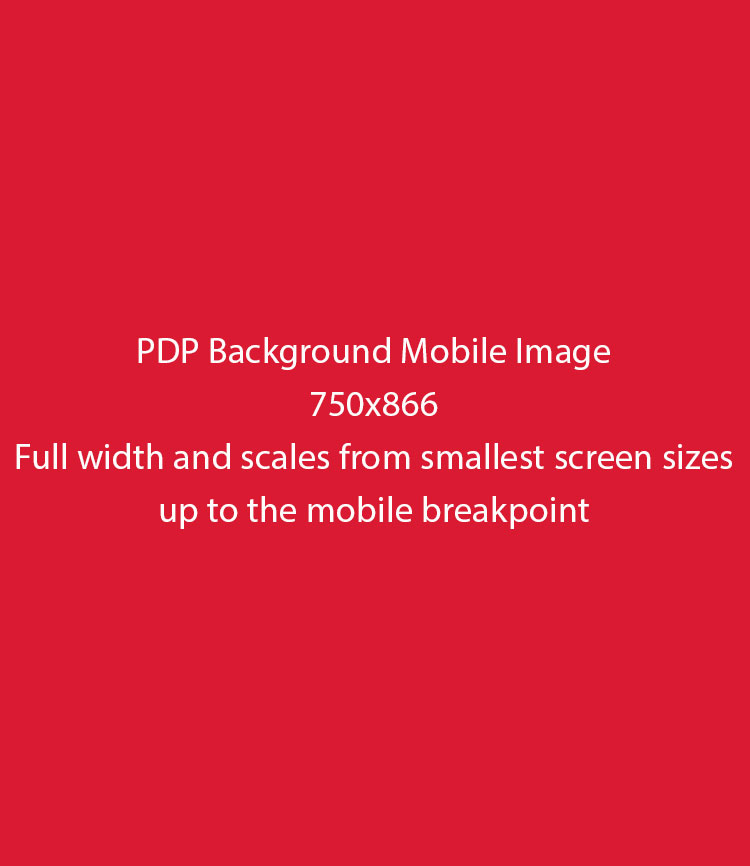 PDP Background Mobile Image
750x866
Full width and scales from smallest screen sizes
up to the mobile breakpoint